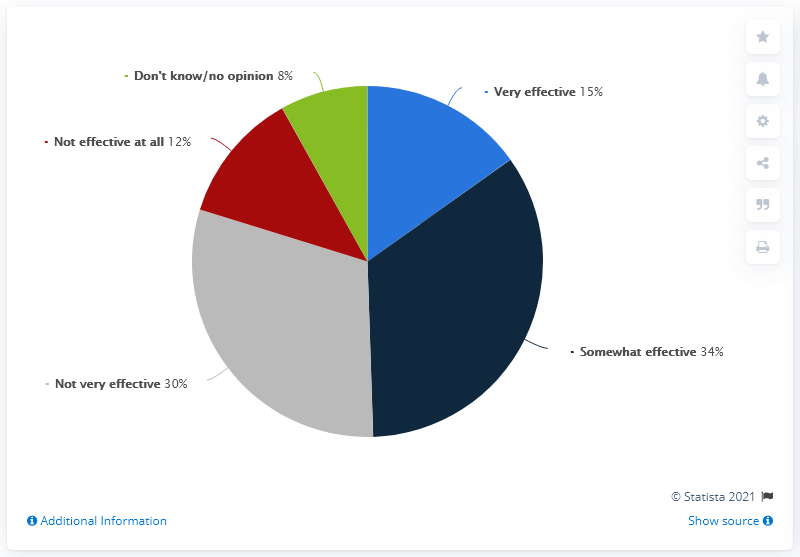 - Don't know/no opinion 8%
- Very effective 15%
- Not effective at all 12%
- Somewhat effective 34%
- Not very effective 30%
© Statista 2021
Additional Information
Show source